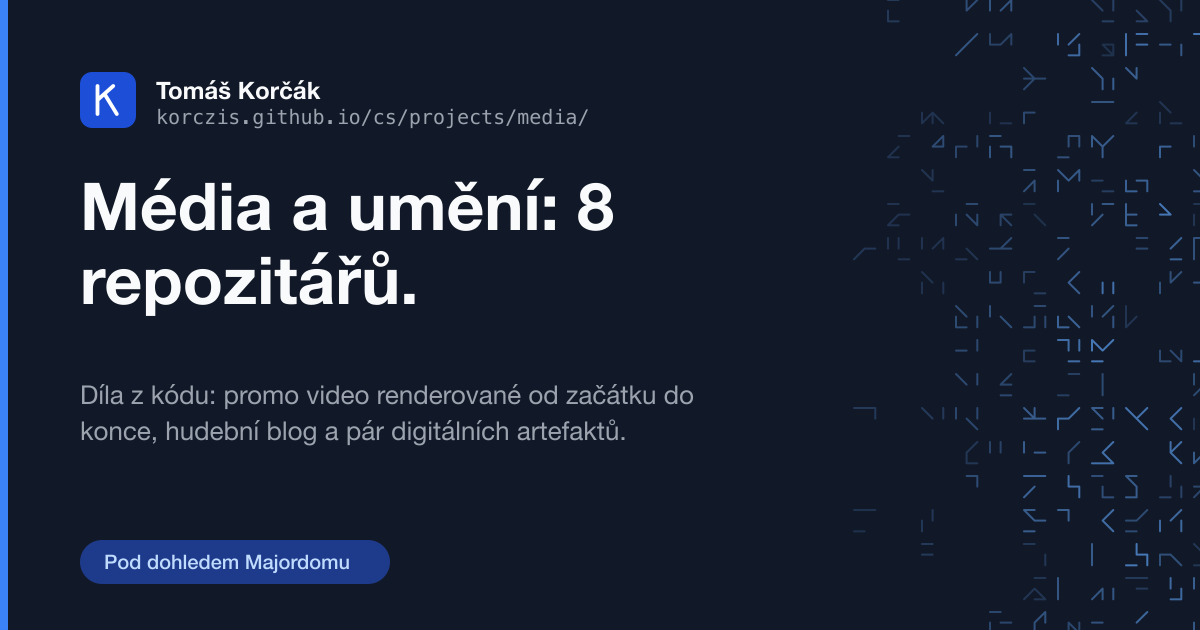 K
Tomáš Korčák
korczis.github.io/cs/projects/media/
Média a umění: 8
repozitářů.
Díla z kódu: promo video renderované od začátku do
konce, hudební blog a pár digitálních artefaktů.
Pod dohledem Majordomu